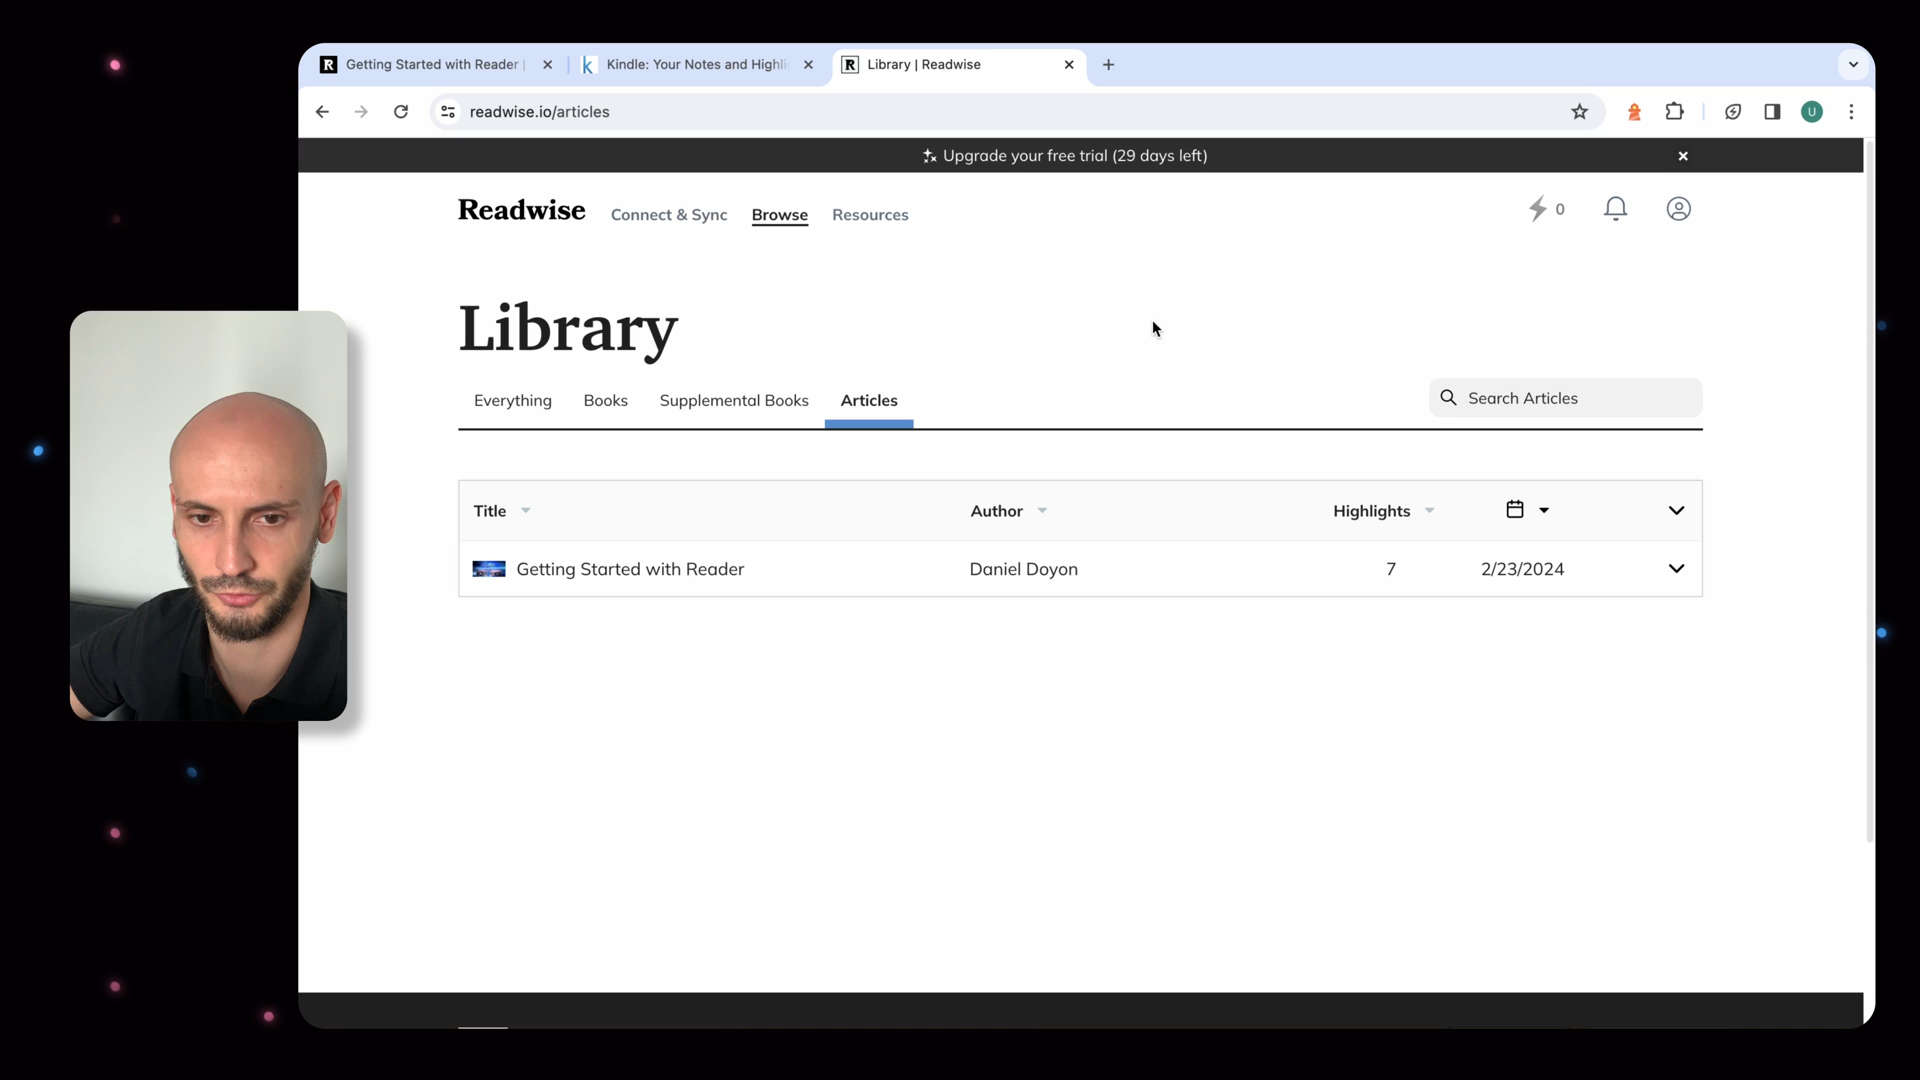 Getting Started with Reader |
Kindle: Your Notes and Highli
Library | Readwise
readwise.io/articles
U
Upgrade your free trial (29 days left)
Readwise
Connect & Sync
Browse
Resources
0
Library
Everything
Books
Supplemental Books
Articles
Search Articles
Title
Author
Highlights
Getting Started with Reader
Daniel Doyon
7
2/23/2024